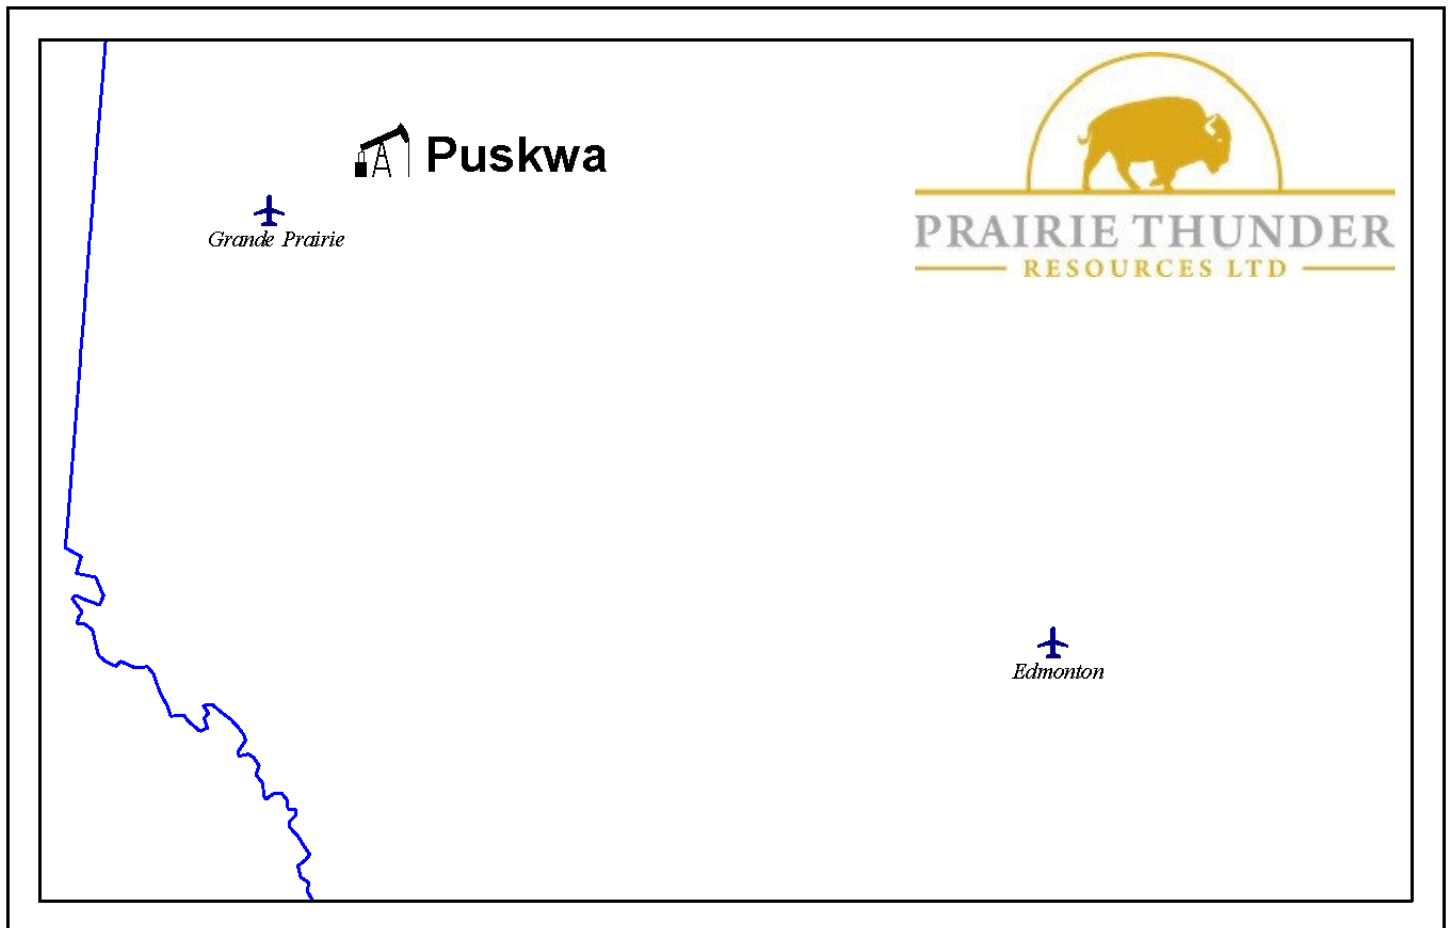 Puskwa
Grande Prairie
PRAIRIE THUNDER
RESOURCES LTD
Edmonton